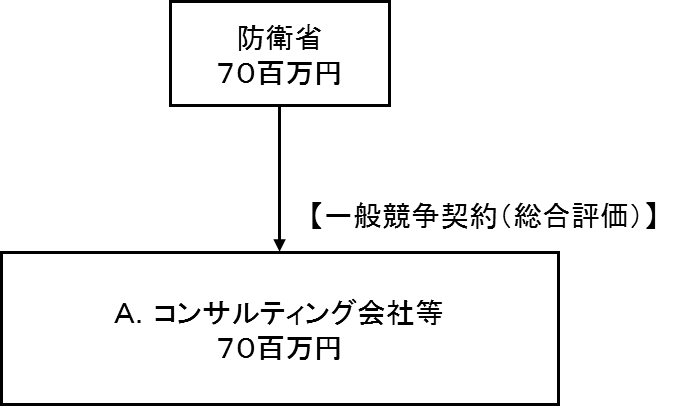 防衛省
７０百万円
【一般競争契約（総合評価）】
Ａ．コンサルティング会社等
７０百万円